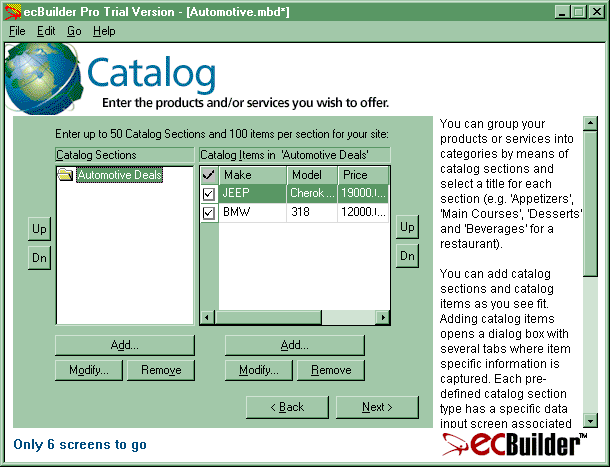 ecBuilder Pro Trial Version - [Automotive.mbd*]
File Edit Go Help
Catalog
Enter the products and/or services you wish to offer.
Enter up to 50 Catalog Sections and 100 items per section for your site:
Catalog Sections
Automotive Deals
Catalog Items in 'Automotive Deals'
Make Model Price
JEEP Cherok... 19000.(...
BMW 318 12000.(...
Up
Dn
Up
Dn
Add...
Modify... Remove
Add...
Modify... Remove
< Back Next >
You can group your
products or services into
categories by means of
catalog sections and
select a title for each
section (e.g. 'Appetizers',
'Main Courses', 'Desserts'
and 'Beverages' for a
restaurant).
You can add catalog
sections and catalog
items as you see fit.
Adding catalog items
opens a dialog box with
several tabs where item
specific information is
captured. Each pre-
defined catalog section
type has a specific data
input screen associated
Only 6 screens to go
ecBuilder™